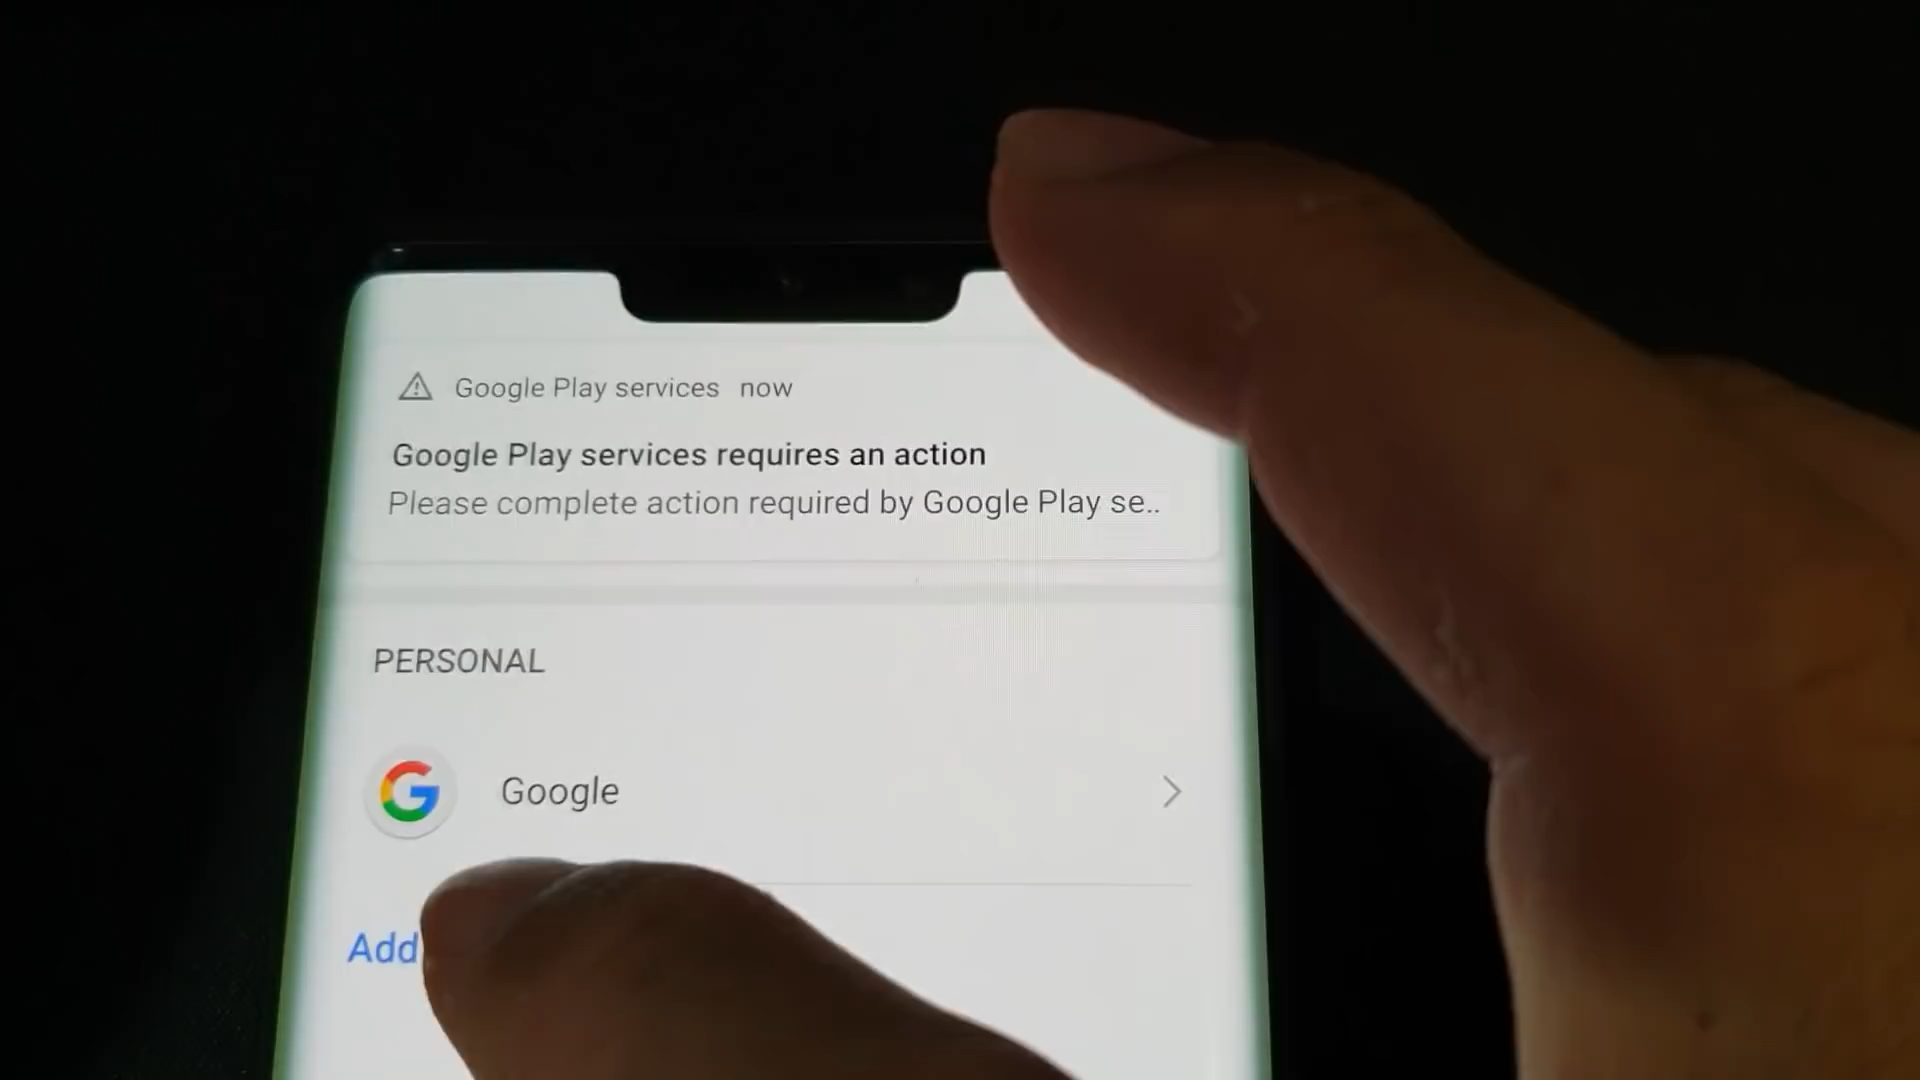 Google Play services now
Google Play services requires an action
Please complete action required by Google Play se..
PERSONAL
Google
Add